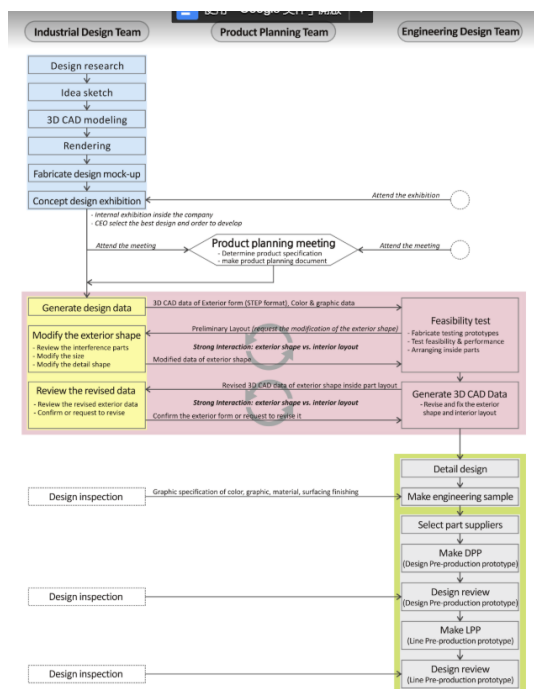 Industrial Design Team
Product Planning Team
Engineering Design Team
Design research
Idea sketch
3D CAD modeling
Rendering
Fabricate design mock-up
Concept design exhibition
Attend the exhibition
- Internal exhibition inside the company
- CEO select the best design and order to develop
Attend the meeting
Product planning meeting
- Determine product specification
- make product planning document
Attend the meeting
Generate design data
3D CAD data of Exterior form (STEP format), Color & graphic data
Feasibility test
- Fabricate testing prototypes
- Test feasibility & performance
- Arranging inside parts
Modify the exterior shape
- Review the interference parts
- Modify the size
- Modify the detail shape
Preliminary Layout (request the modification of the exterior shape)
Strong Interaction: exterior shape vs. interior layout
Modified data of exterior shape
Review the revised data
- Review the revised exterior data
- Confirm or request to revise
Revised 3D CAD data of exterior shape inside part layout
Strong Interaction: exterior shape vs. interior layout
Confirm the exterior form or request to revise it
Generate 3D CAD Data
- Revise and fix the exterior
shape and interior layout
Detail design
Design inspection
Graphic specification of color, graphic, material, surfacing finishing
Make engineering sample
Select part suppliers
Make DPP
(Design Pre-production prototype)
Design inspection
Design review
(Design Pre-production prototype)
Make LPP
(Line Pre-production prototype)
Design inspection
Design review
(Line Pre-production prototype)